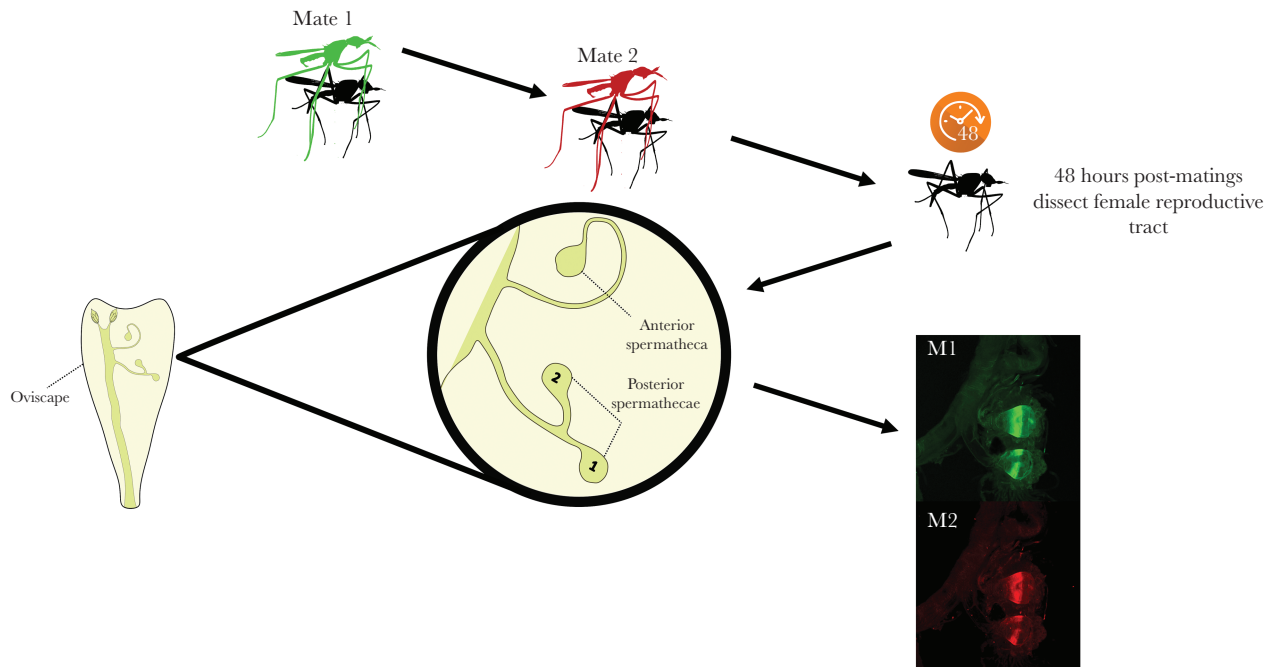 Mate 1
Mate 2
48
48 hours post-matings
dissect female reproductive
tract
Anterior
spermatheca
Posterior
spermathecae
2
1
Oviscape
M1
M2